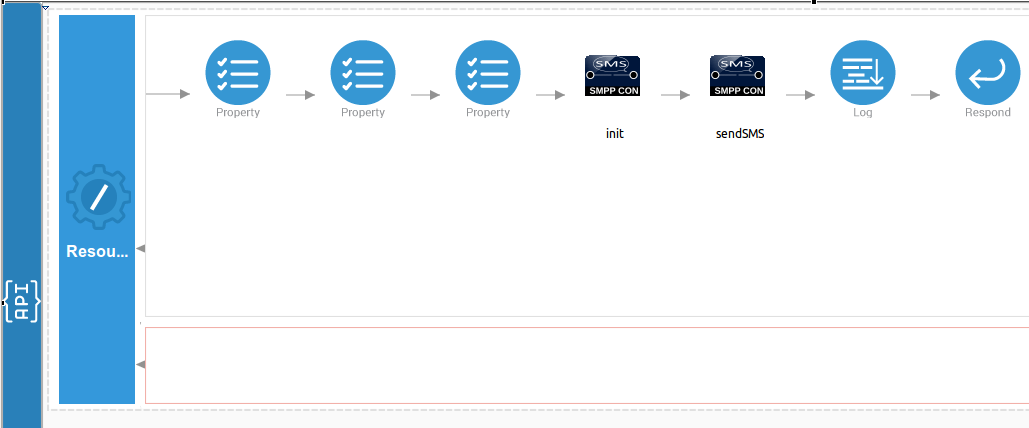 SMS
SMS
SMPP CON
SMPP CON
Property
Property
Property
Log
Respond
init
sendSMS
Resou...
{API}